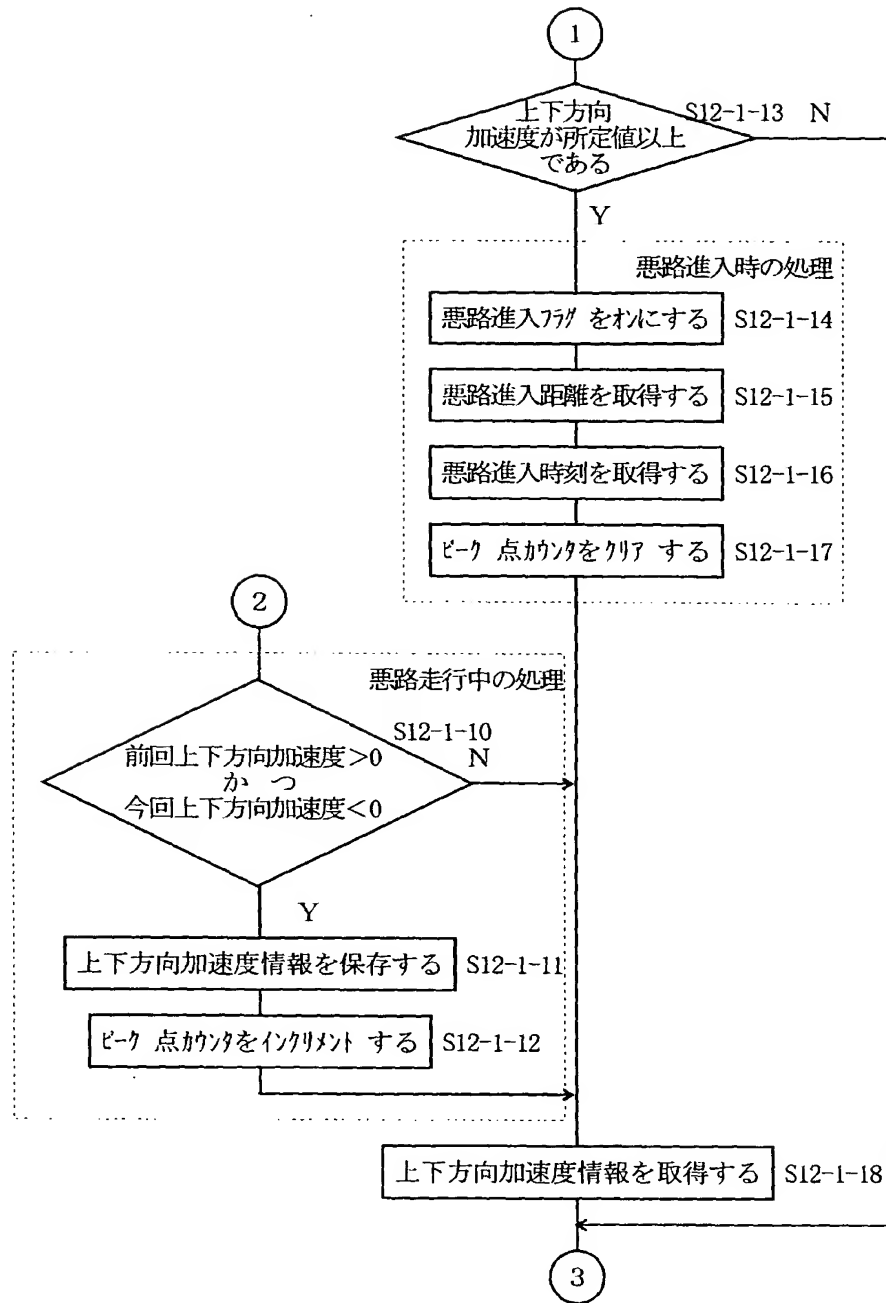 1
上下方向
加速度が所定値以上
である
S12-1-13 N
Y
悪路進入時の処理
悪路進入フラグ をオンにする S12-1-14
悪路進入距離を取得する S12-1-15
悪路進入時刻を取得する S12-1-16
ピーク 点カウンタをクリア する S12-1-17
2
悪路走行中の処理
S12-1-10
N
前回上下方向加速度>0
か つ
今回上下方向加速度<0
Y
上下方向加速度情報を保存する S12-1-11
ピーク 点カウンタをインクリメント する S12-1-12
上下方向加速度情報を取得する S12-1-18
3